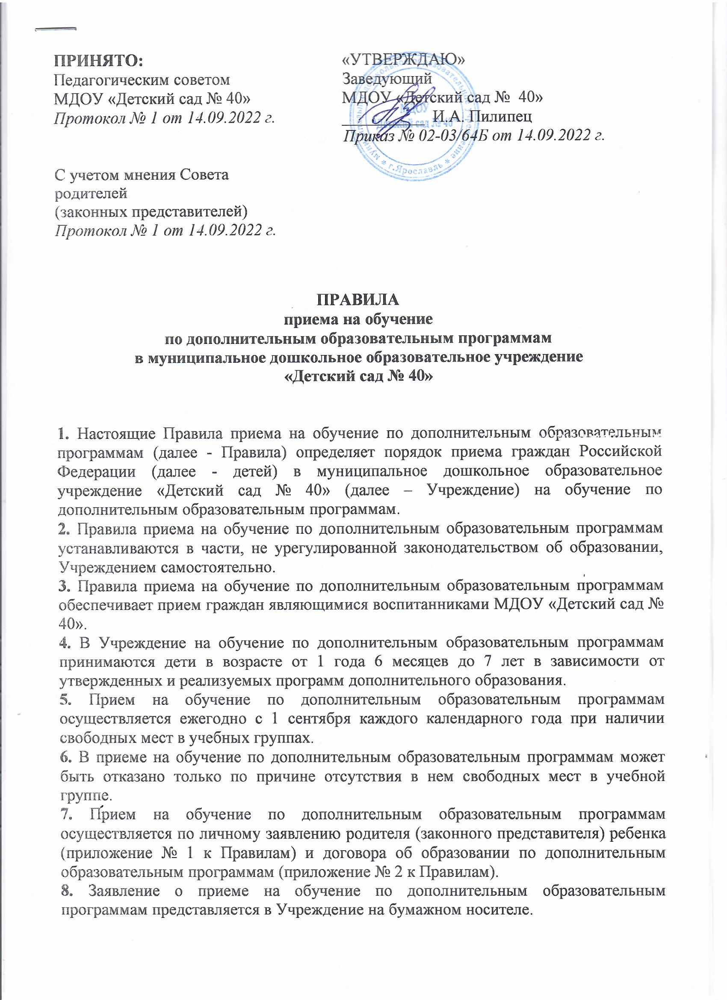 ПРИНЯТО:
Педагогическим советом
МДОУ «Детский сад № 40»
Протокол № 1 от 14.09.2022 г.
С учетом мнения Совета
родителей
(законных представителей)
Протокол № 1 от 14.09.2022 г.
«УТВЕРЖДАЮ»
Заведующий
МДОУ «Детский сад №  40»
__________ И.А. Пилипец
Приказ № 02-03/64Б от 14.09.2022 г.
муниципальное дошкольное образовательное учреждение * г.Ярославль *
МДОУ
"Детский сад № 40"
ПРАВИЛА
приема на обучение
по дополнительным образовательным программам
в муниципальное дошкольное образовательное учреждение
«Детский сад № 40»
1. Настоящие Правила приема на обучение по дополнительным образовательным
программам (далее - Правила) определяет порядок приема граждан Российской
Федерации (далее - детей) в муниципальное дошкольное образовательное
учреждение «Детский сад № 40» (далее – Учреждение) на обучение по
дополнительным образовательным программам.
2. Правила приема на обучение по дополнительным образовательным программам
устанавливаются в части, не урегулированной законодательством об образовании,
Учреждением самостоятельно.
3. Правила приема на обучение по дополнительным образовательным программам
обеспечивает прием граждан являющимися воспитанниками МДОУ «Детский сад №
40».
4. В Учреждение на обучение по дополнительным образовательным программам
принимаются дети в возрасте от 1 года 6 месяцев до 7 лет в зависимости от
утвержденных и реализуемых программ дополнительного образования.
5. Прием на обучение по дополнительным образовательным программам
осуществляется ежегодно с 1 сентября каждого календарного года при наличии
свободных мест в учебных группах.
6. В приеме на обучение по дополнительным образовательным программам может
быть отказано только по причине отсутствия в нем свободных мест в учебной
группе.
7. Прием на обучение по дополнительным образовательным программам
осуществляется по личному заявлению родителя (законного представителя) ребенка
(приложение № 1 к Правилам) и договора об образовании по дополнительным
образовательным программам (приложение № 2 к Правилам).
8. Заявление о приеме на обучение по дополнительным образовательным
программам представляется в Учреждение на бумажном носителе.